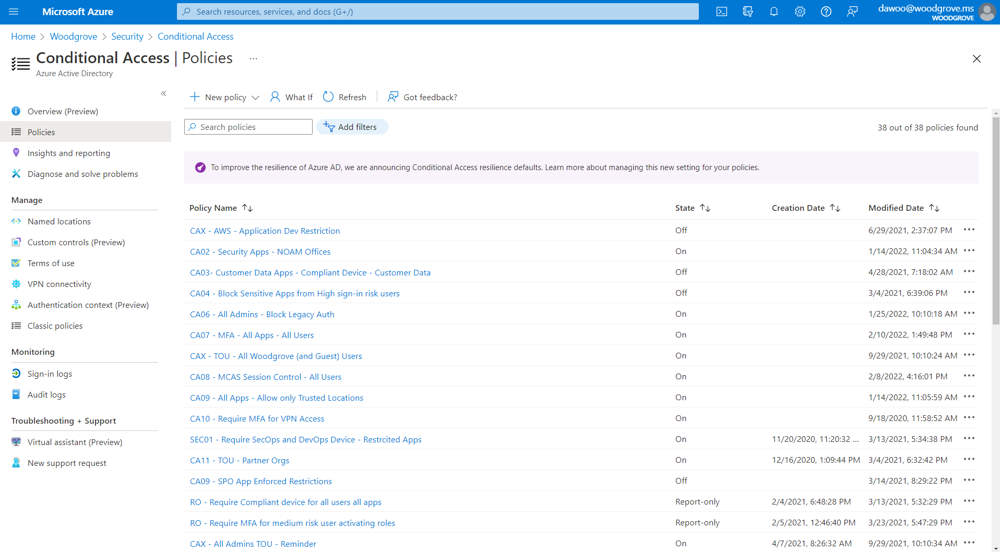 Microsoft Azure
Search resources, services, and docs (G+/)
dawoo@woodgrove.ms
WOODGROVE
Home > Woodgrove > Security > Conditional Access
Conditional Access | Policies ...
Azure Active Directory
«
Overview (Preview)
Policies
Insights and reporting
Diagnose and solve problems
Manage
Named locations
Custom controls (Preview)
Terms of use
VPN connectivity
Authentication context (Preview)
Classic policies
Monitoring
Sign-in logs
Audit logs
Troubleshooting + Support
Virtual assistant (Preview)
New support request
New policy What If Refresh Got feedback?
Search policies Add filters 38 out of 38 policies found
To improve the resilience of Azure AD, we are announcing Conditional Access resilience defaults. Learn more about managing this new setting for your policies.
Policy Name State Creation Date Modified Date
CAX - AWS - Application Dev Restriction Off 6/29/2021, 2:37:07 PM
CA02 - Security Apps - NOAM Offices On 1/14/2022, 11:04:34 AM
CA03- Customer Data Apps - Compliant Device - Customer Data Off 4/28/2021, 7:18:02 AM
CA04 - Block Sensitive Apps from High sign-in risk users Off 3/4/2021, 6:39:06 PM
CA06 - All Admins - Block Legacy Auth On 1/25/2022, 10:10:18 AM
CA07 - MFA - All Apps - All Users On 2/10/2022, 1:49:48 PM
CAX - TOU - All Woodgrove (and Guest) Users On 9/29/2021, 10:10:24 AM
CA08 - MCAS Session Control - All Users On 2/8/2022, 4:16:01 PM
CA09 - All Apps - Allow only Trusted Locations On 1/14/2022, 11:05:59 AM
CA10 - Require MFA for VPN Access On 9/18/2020, 11:58:52 AM
SEC01 - Require SecOps and DevOps Device - Restrcited Apps On 11/20/2020, 11:20:32 ... 3/13/2021, 5:34:38 PM
CA11 - TOU - Partner Orgs On 12/16/2020, 1:09:44 PM 3/4/2021, 6:32:42 PM
CA09 - SPO App Enforced Restrictions Off 3/14/2021, 8:29:22 PM
RO - Require Compliant device for all users all apps Report-only 2/4/2021, 6:48:28 PM 3/13/2021, 5:32:29 PM
RO - Require MFA for medium risk user activating roles Report-only 2/5/2021, 12:46:40 PM 3/23/2021, 5:47:29 PM
CAX - All Admins TOU - Reminder On 4/7/2021, 8:26:32 AM 9/29/2021, 10:10:34 AM